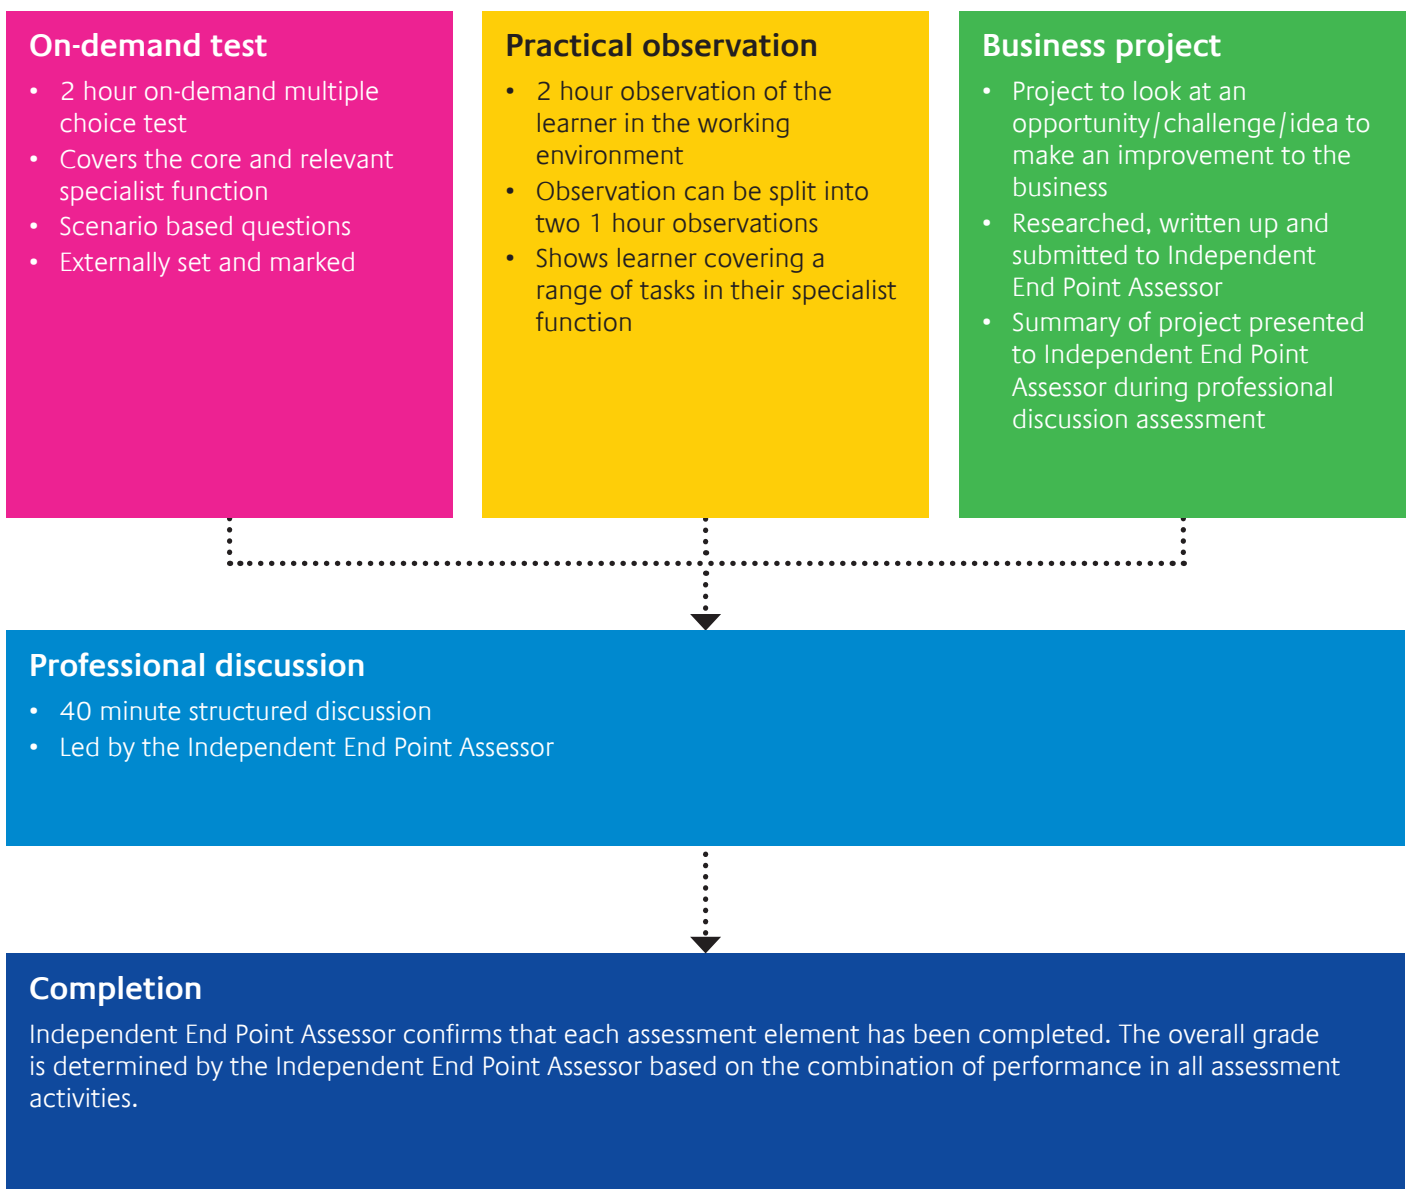 On-demand test
• 2 hour on-demand multiple
choice test
• Covers the core and relevant
specialist function
• Scenario based questions
• Externally set and marked
Practical observation
• 2 hour observation of the
learner in the working
environment
• Observation can be split into
two 1 hour observations
• Shows learner covering a
range of tasks in their specialist
function
Business project
• Project to look at an
opportunity/challenge/idea to
make an improvement to the
business
• Researched, written up and
submitted to Independent
End Point Assessor
• Summary of project presented
to Independent End Point
Assessor during professional
discussion assessment
Professional discussion
• 40 minute structured discussion
• Led by the Independent End Point Assessor
Completion
Independent End Point Assessor confirms that each assessment element has been completed. The overall grade
is determined by the Independent End Point Assessor based on the combination of performance in all assessment
activities.